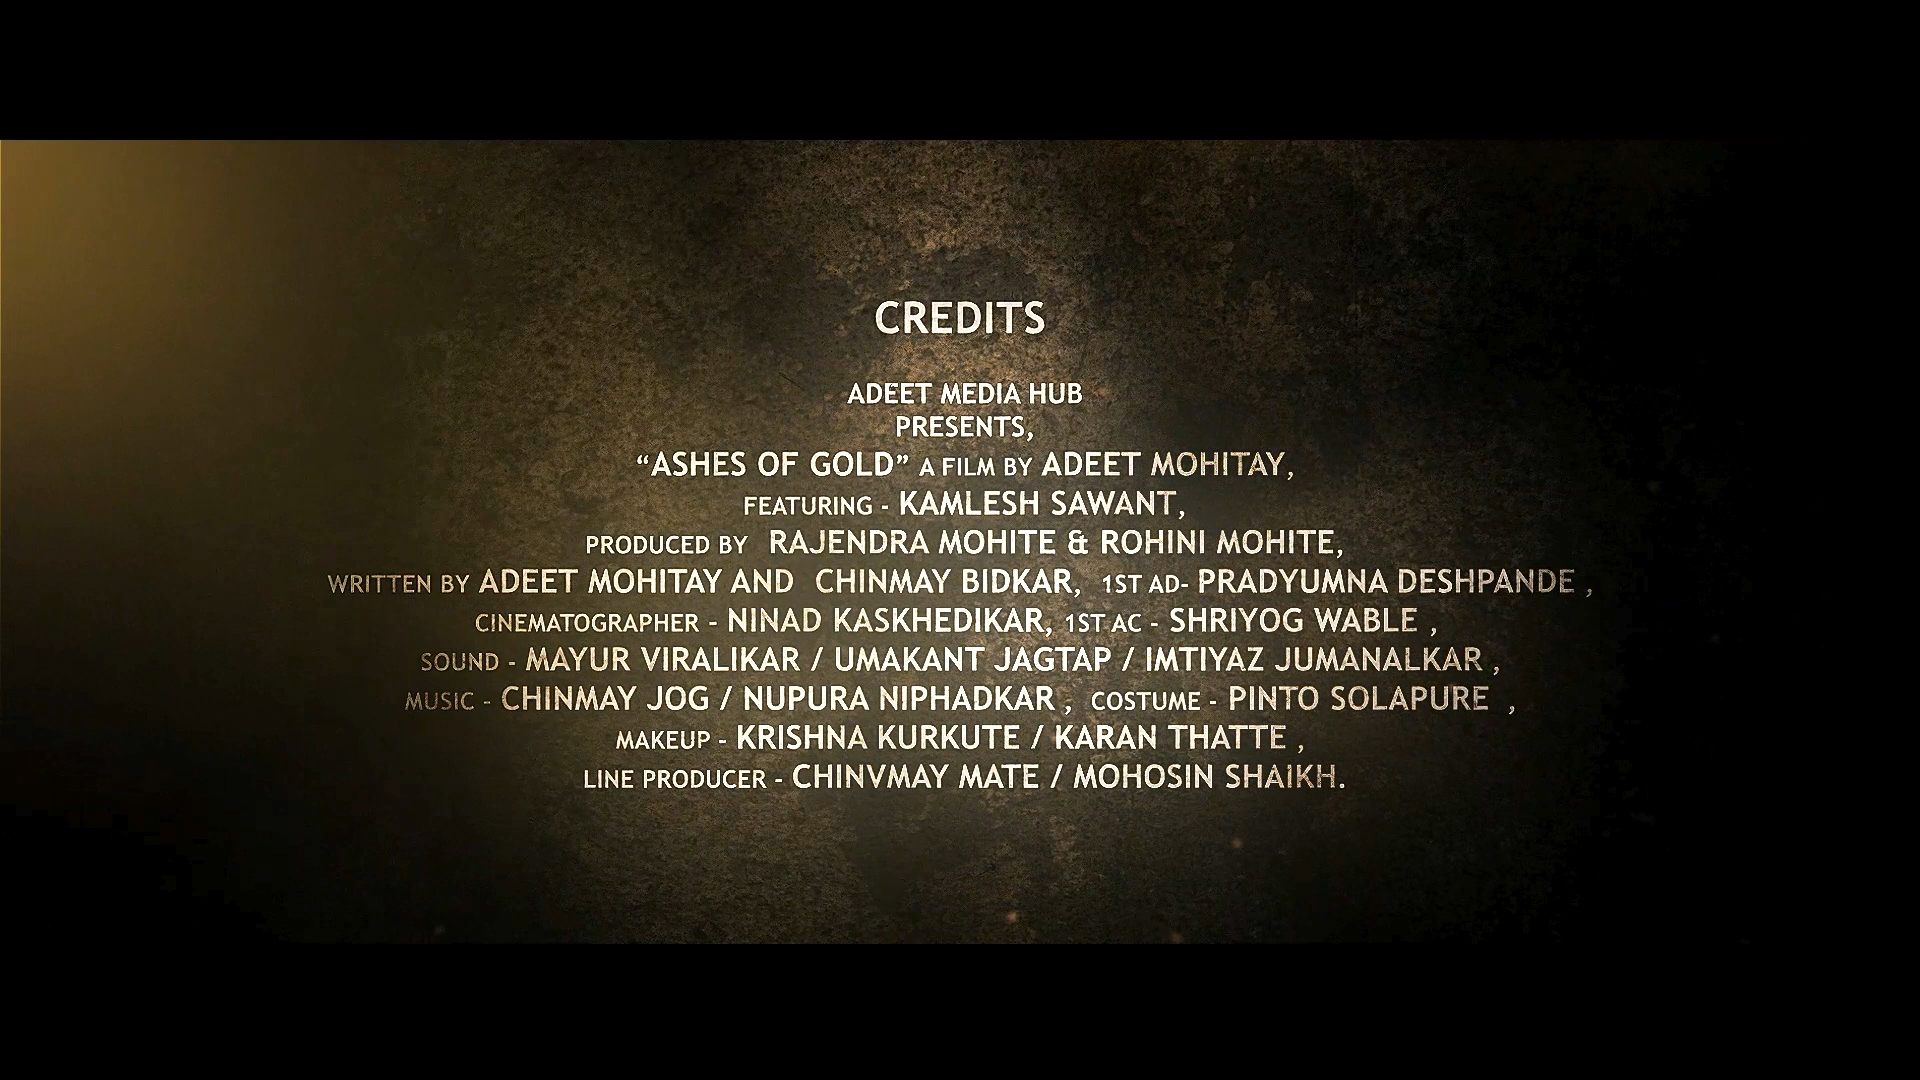 CREDITS
ADEET MEDIA HUB
PRESENTS,
“ASHES OF GOLD” A FILM BY ADEET MOHITAY,
FEATURING - KAMLESH SAWANT,
PRODUCED BY RAJENDRA MOHITE & ROHINI MOHITE,
WRITTEN BY ADEET MOHITAY AND CHINMAY BIDKAR, 1ST AD- PRADYUMNA DESHPANDE ,
CINEMATOGRAPHER - NINAD KASKHEDIKAR, 1ST AC - SHRIYOG WABLE ,
SOUND - MAYUR VIRALIKAR / UMAKANT JAGTAP / IMTIYAZ JUMANALKAR ,
MUSIC - CHINMAY JOG / NUPURA NIPHADKAR , COSTUME - PINTO SOLAPURE ,
MAKEUP - KRISHNA KURKUTE / KARAN THATTE ,
LINE PRODUCER - CHINVMAY MATE / MOHOSIN SHAIKH.